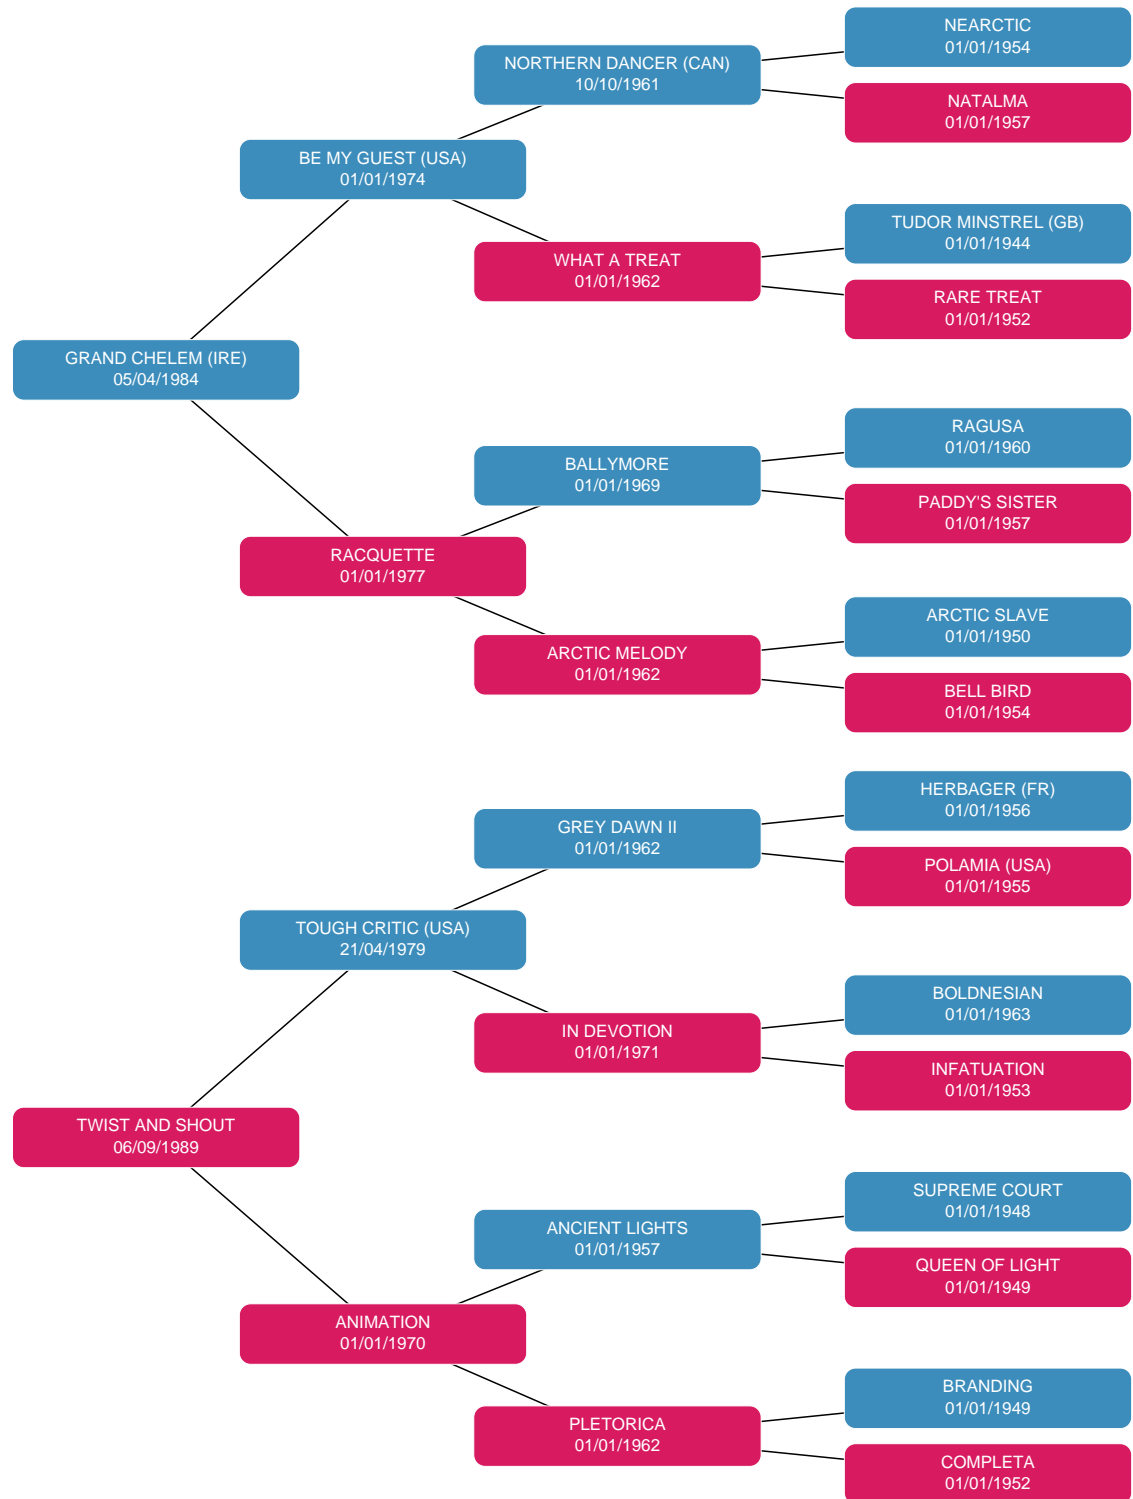 NEARCTIC
01/01/1954
NORTHERN DANCER (CAN)
10/10/1961
NATALMA
01/01/1957
BE MY GUEST (USA)
01/01/1974
TUDOR MINSTREL (GB)
01/01/1944
WHAT A TREAT
01/01/1962
RARE TREAT
01/01/1952
GRAND CHELEM (IRE)
05/04/1984
RAGUSA
01/01/1960
BALLYMORE
01/01/1969
PADDY'S SISTER
01/01/1957
RACQUETTE
01/01/1977
ARCTIC SLAVE
01/01/1950
ARCTIC MELODY
01/01/1962
BELL BIRD
01/01/1954
HERBAGER (FR)
01/01/1956
GREY DAWN II
01/01/1962
POLAMIA (USA)
01/01/1955
TOUGH CRITIC (USA)
21/04/1979
BOLDNESIAN
01/01/1963
IN DEVOTION
01/01/1971
INFATUATION
01/01/1953
TWIST AND SHOUT
06/09/1989
SUPREME COURT
01/01/1948
ANCIENT LIGHTS
01/01/1957
QUEEN OF LIGHT
01/01/1949
ANIMATION
01/01/1970
BRANDING
01/01/1949
PLETORICA
01/01/1962
COMPLETA
01/01/1952